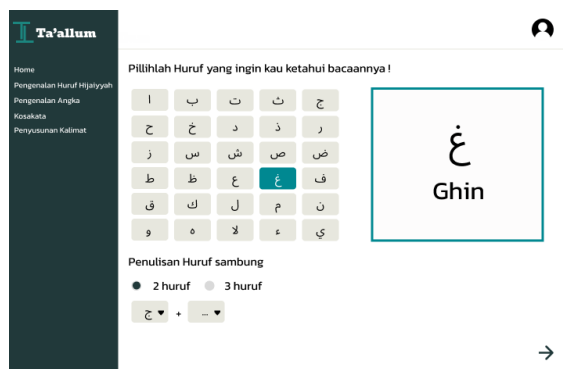 Ta'allum
Home
Pengenalan Huruf Hijaiyyah
Pengenalan Angka
Kosakata
Penyusunan Kalimat
Pillihlah Huruf yang ingin kau ketahui bacaannya !
ا ب ت ث ج
ح خ د ذ ر
ز س ش ص ض
ط ظ ع غ ف
ق ك ل م ن
و ه لا ء ي
غ
Ghin
Penulisan Huruf sambung
2 huruf 3 huruf
ج + ...